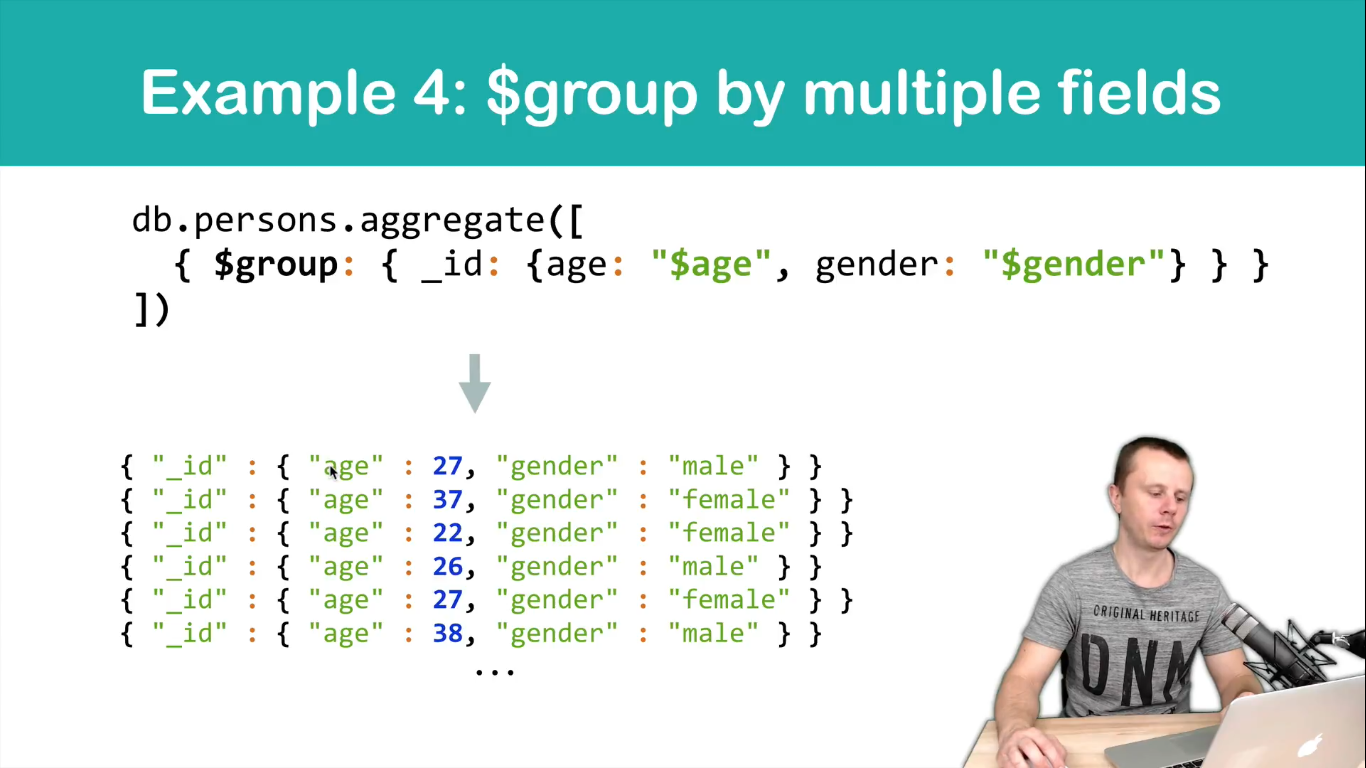 Example 4: $group by multiple fields
db.persons.aggregate([
{ $group: { _id: {age: "$age", gender: "$gender"} } }
])
{ "_id" : { "age" : 27, "gender" : "male" } }
{ "_id" : { "age" : 37, "gender" : "female" } }
{ "_id" : { "age" : 22, "gender" : "female" } }
{ "_id" : { "age" : 26, "gender" : "male" } }
{ "_id" : { "age" : 27, "gender" : "female" } }
{ "_id" : { "age" : 38, "gender" : "male" } }
...
ORIGINAL HERITAGE
DNM